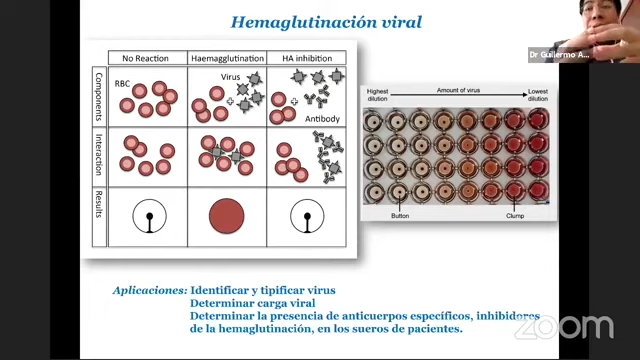 Hemaglutinación viral
Dr Guillermo A...
No Reaction
Haemagglutination
HA inhibition
Components
RBC
Virus
+
+
Antibody
Interaction
Results
Highest dilution
Amount of virus
Lowest dilution
Button
Clump
Aplicaciones: Identificar y tipificar virus
Determinar carga viral
Determinar la presencia de anticuerpos específicos, inhibidores
de la hemaglutinación, en los sueros de pacientes.
zoom